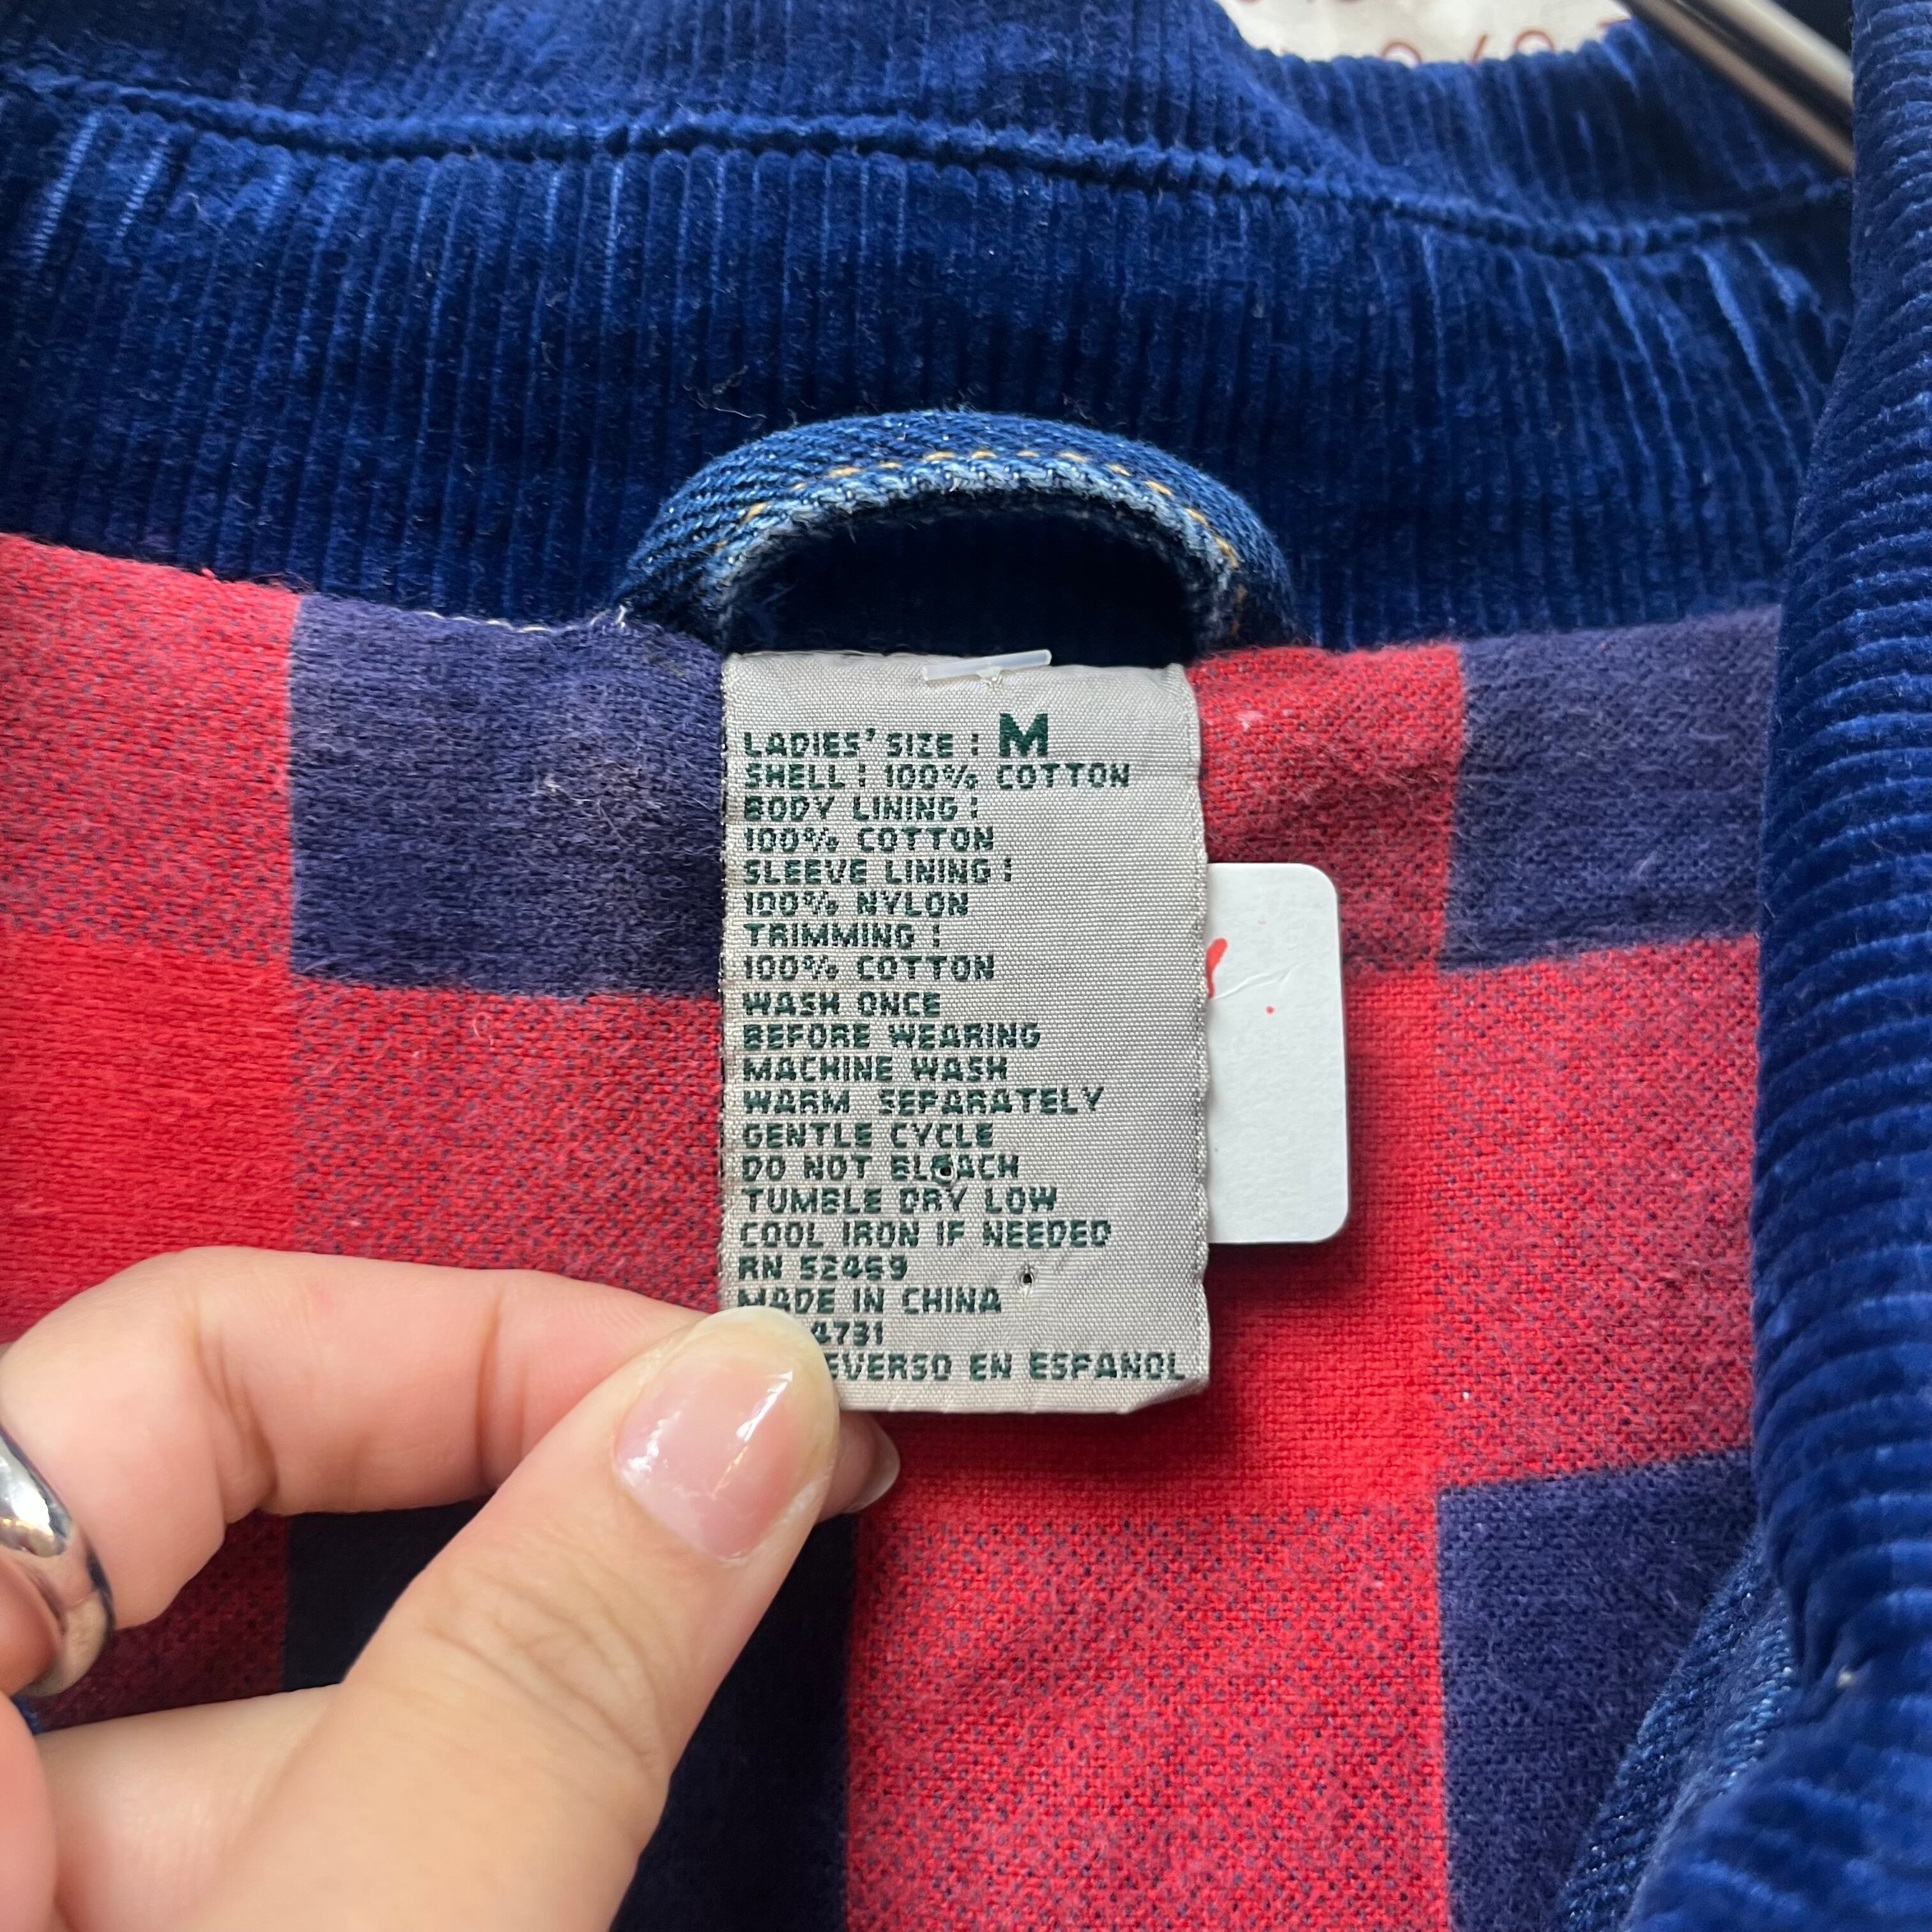 LADIES' SIZE : M
SHELL : 100% COTTON
BODY LINING :
100% COTTON
SLEEVE LINING :
100% NYLON
TRIMMING :
100% COTTON
WASH ONCE
BEFORE WEARING
MACHINE WASH
WARM SEPARATELY
GENTLE CYCLE
DO NOT BLEACH
TUMBLE DRY LOW
COOL IRON IF NEEDED
RN 52469
MADE IN CHINA
4731
EVERSO EN ESPANOL